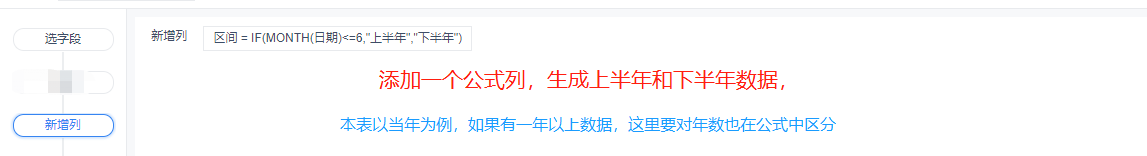 选字段
新增列
新增列
区间 = IF(MONTH(日期)<=6,"上半年","下半年")
添加一个公式列，生成上半年和下半年数据，
本表以当年为例，如果有一年以上数据，这里要对年数也在公式中区分